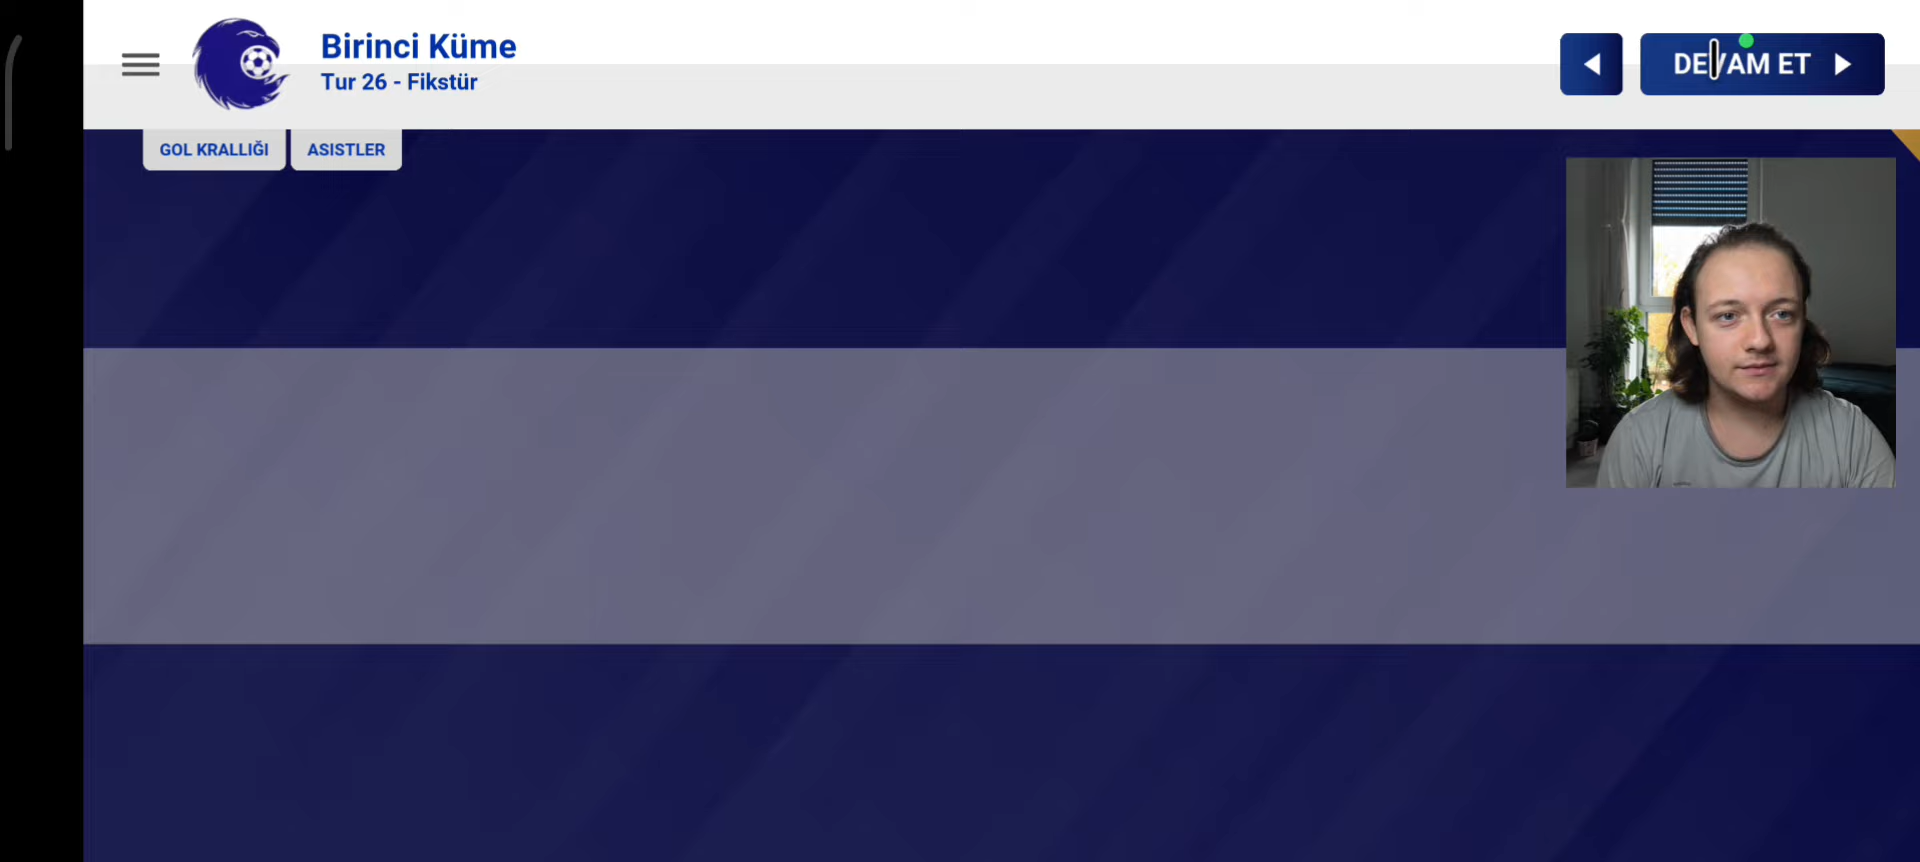 Birinci Küme
Tur 26 - Fikstür
DEVAM ET
GOL KRALLIĞI
ASISTLER